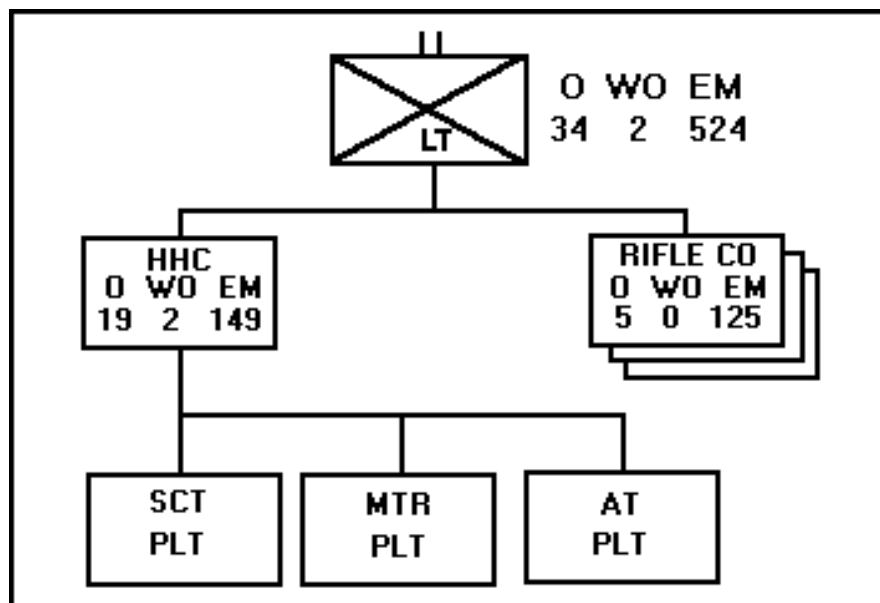 LT
O WO EM
34 2 524
HHC
O WO EM
19 2 149
RIFLE CO
O WO EM
5 0 125
SCT
PLT
MTR
PLT
AT
PLT